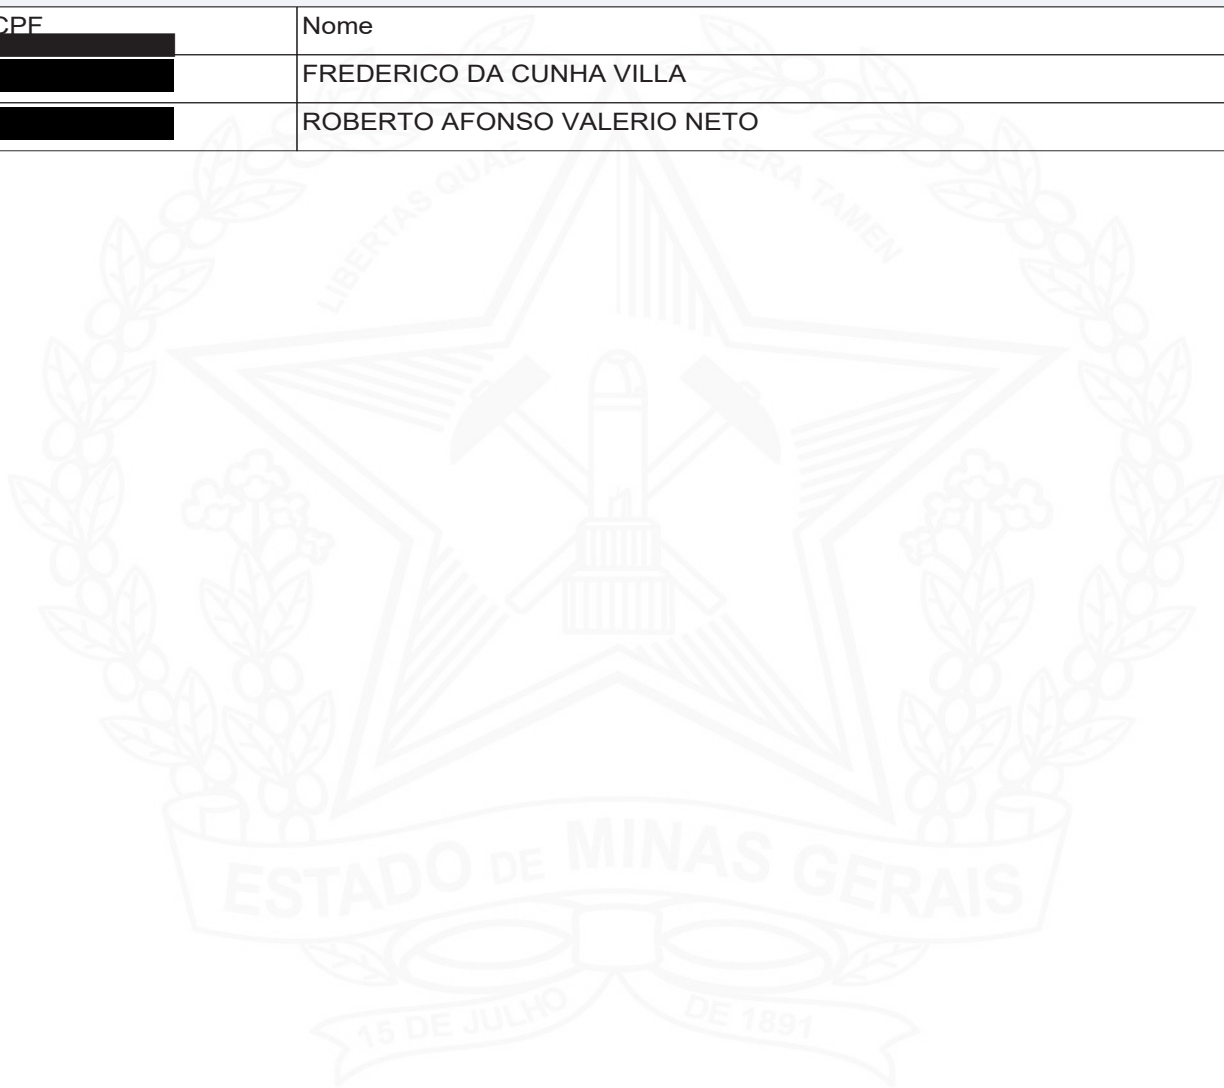 CPF Nome
FREDERICO DA CUNHA VILLA
ROBERTO AFONSO VALERIO NETO
LIBERTAS QUAE SERA TAMEN
ESTADO DE MINAS GERAIS
15 DE JULHO DE 1891